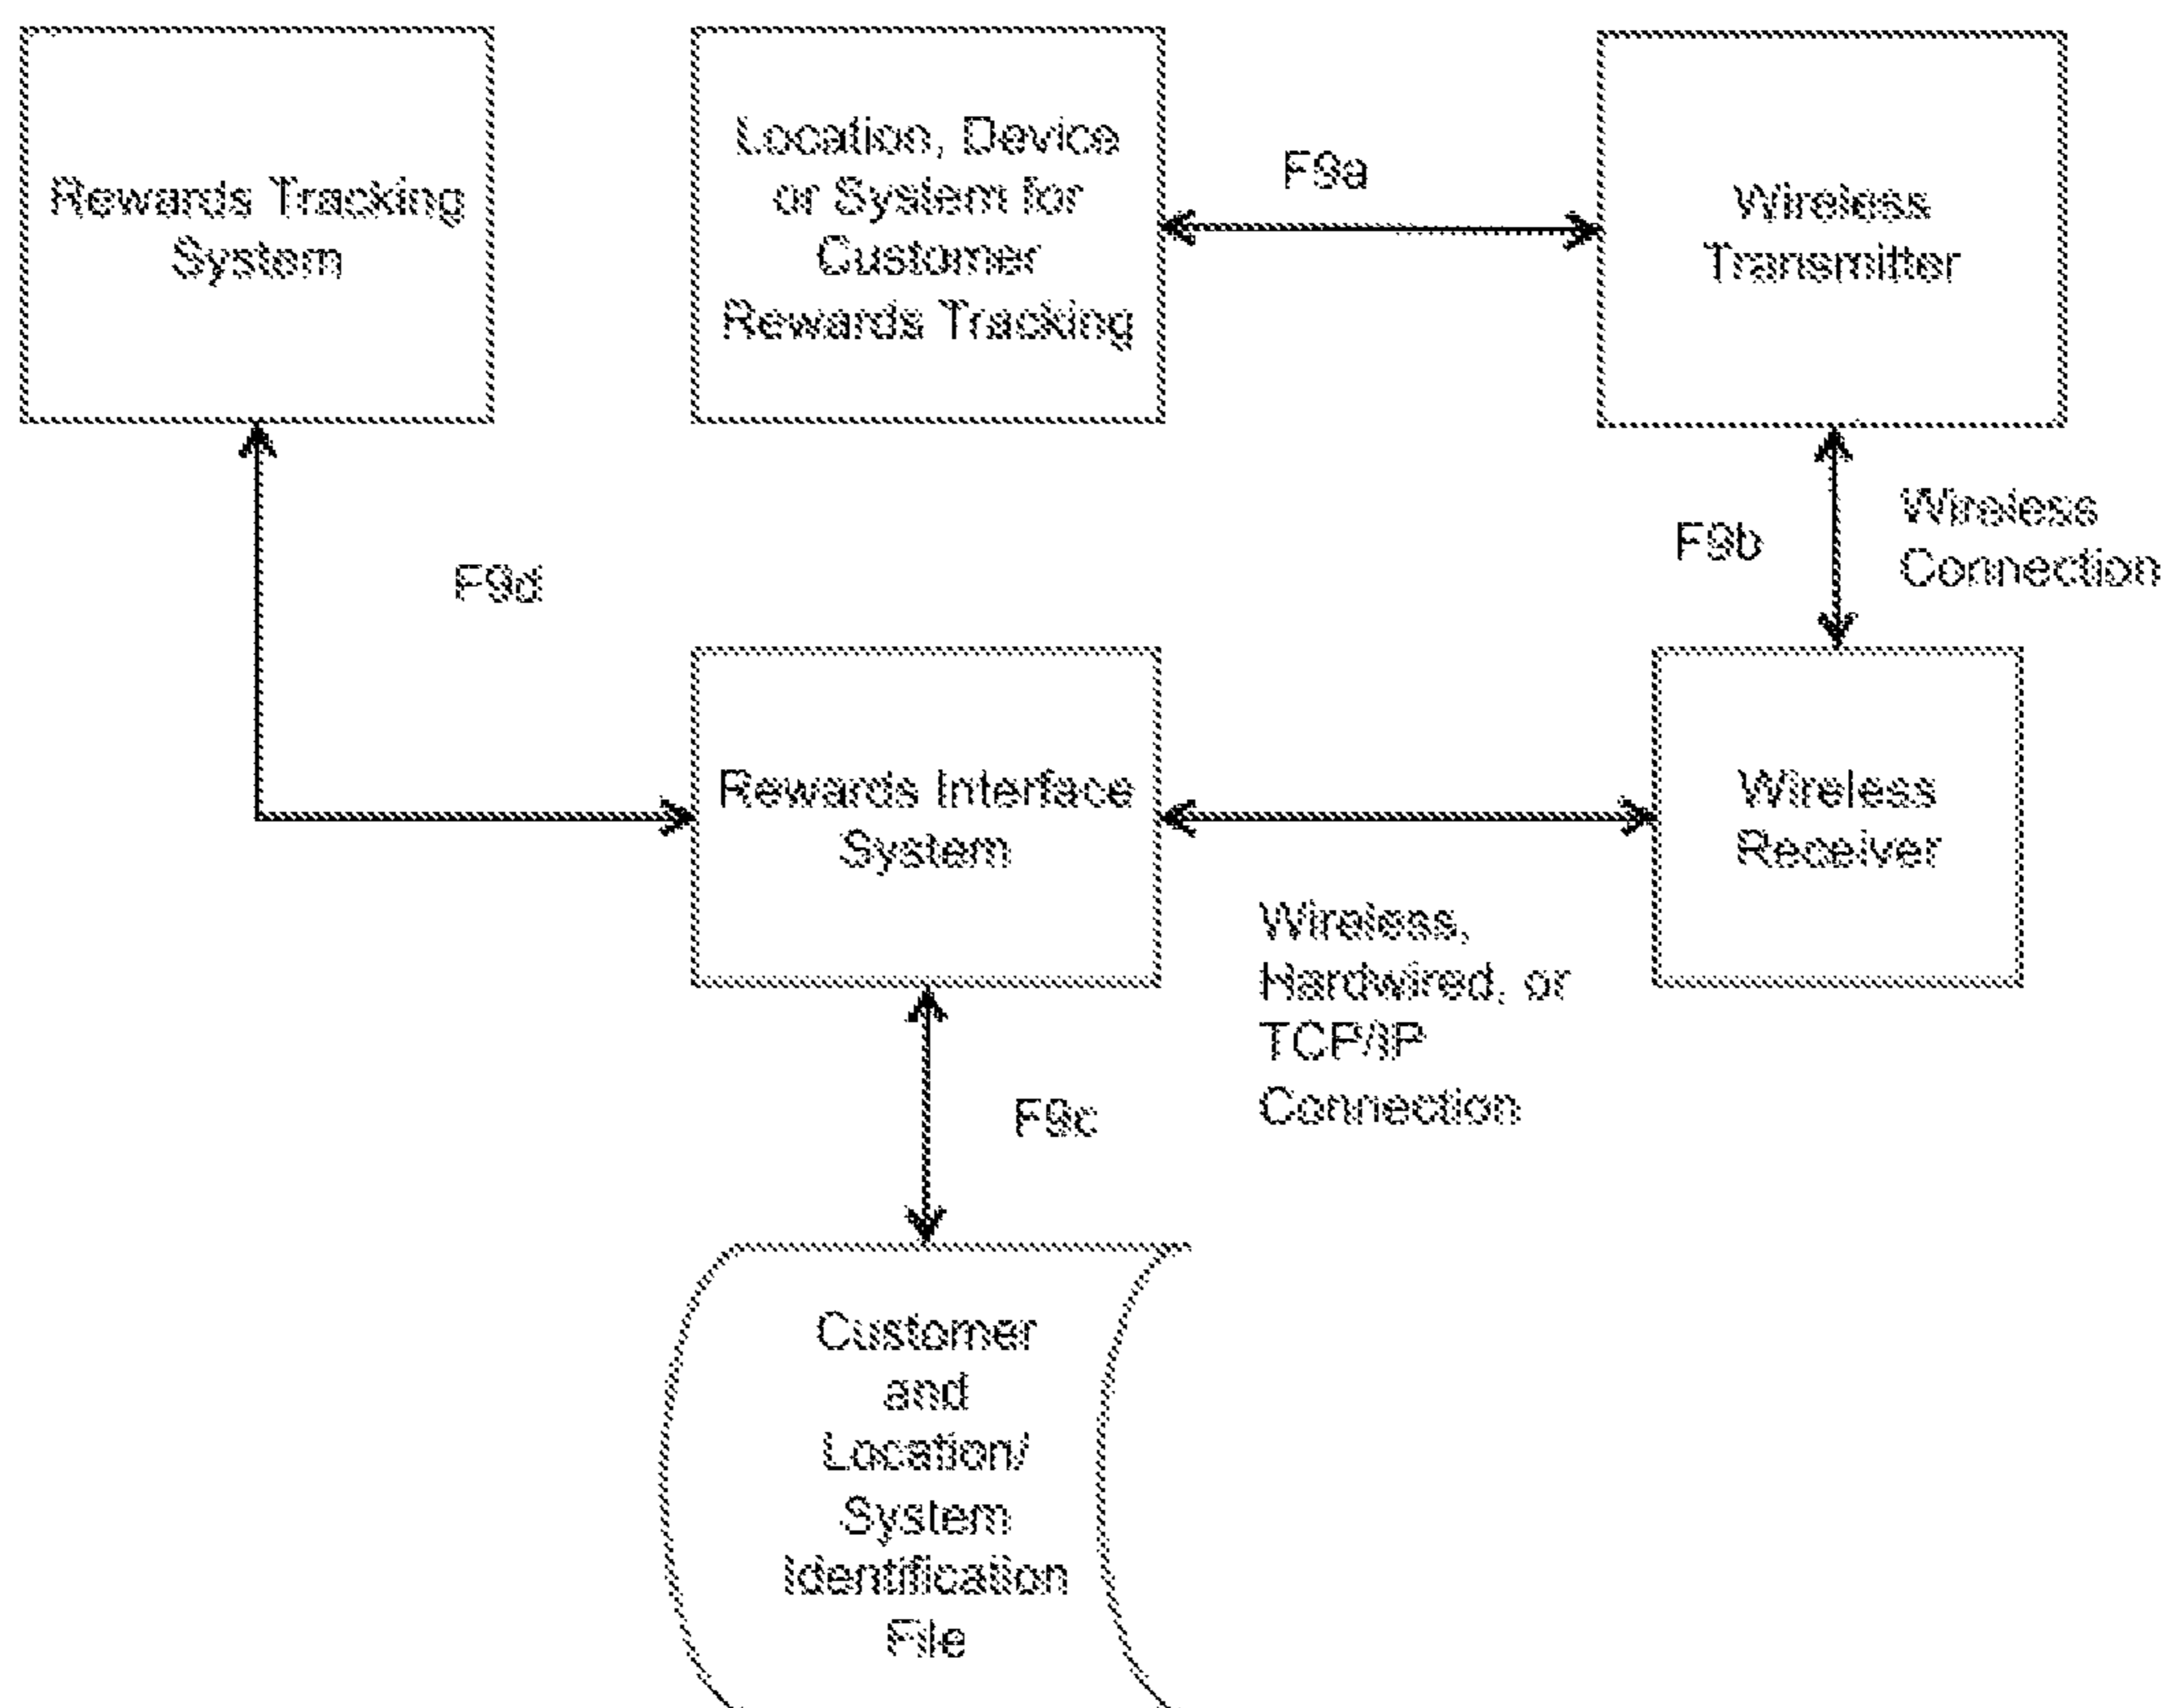 Rewards Tracking
System
Location, Device
or System for
Customer
Rewards Tracking
F9a
Wireless
Transmitter
F9b
Wireless
Connection
F9d
Rewards Interface
System
Wireless
Receiver
Wireless,
Hardwired, or
TCP/IP
Connection
F9c
Customer
and
Location/
System
Identification
File